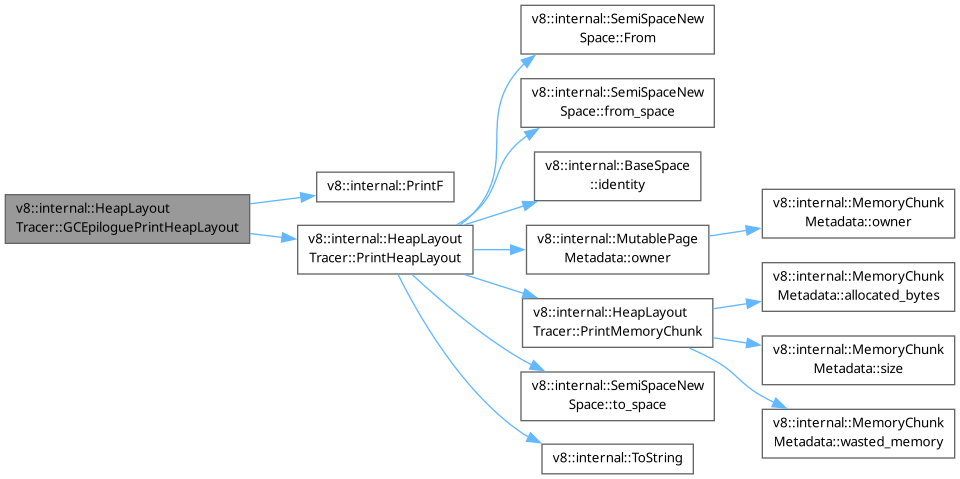 v8::internal::HeapLayout
Tracer::GCEpiloguePrintHeapLayout
v8::internal::PrintF
v8::internal::HeapLayout
Tracer::PrintHeapLayout
v8::internal::SemiSpaceNew
Space::From
v8::internal::SemiSpaceNew
Space::from_space
v8::internal::BaseSpace
::identity
v8::internal::MutablePage
Metadata::owner
v8::internal::HeapLayout
Tracer::PrintMemoryChunk
v8::internal::SemiSpaceNew
Space::to_space
v8::internal::ToString
v8::internal::MemoryChunk
Metadata::owner
v8::internal::MemoryChunk
Metadata::allocated_bytes
v8::internal::MemoryChunk
Metadata::size
v8::internal::MemoryChunk
Metadata::wasted_memory